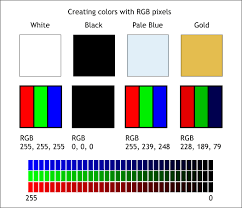 Creating colors with RGB pixels
White Black Pale Blue Gold
RGB RGB RGB RGB
255, 255, 255 0, 0, 0 255, 239, 248 228, 189, 79
255 0